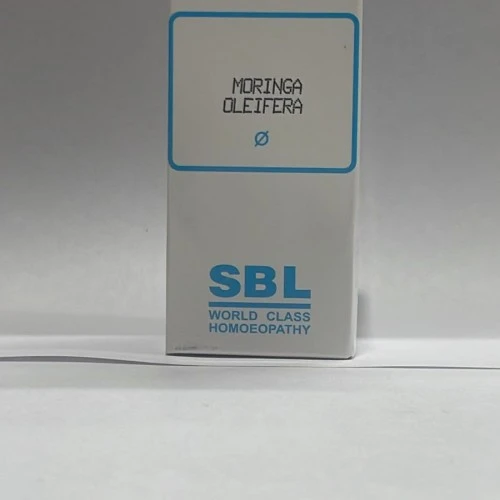 MORINGA
OLEIFERA
Ø
SBL
WORLD CLASS
HOMOEOPATHY